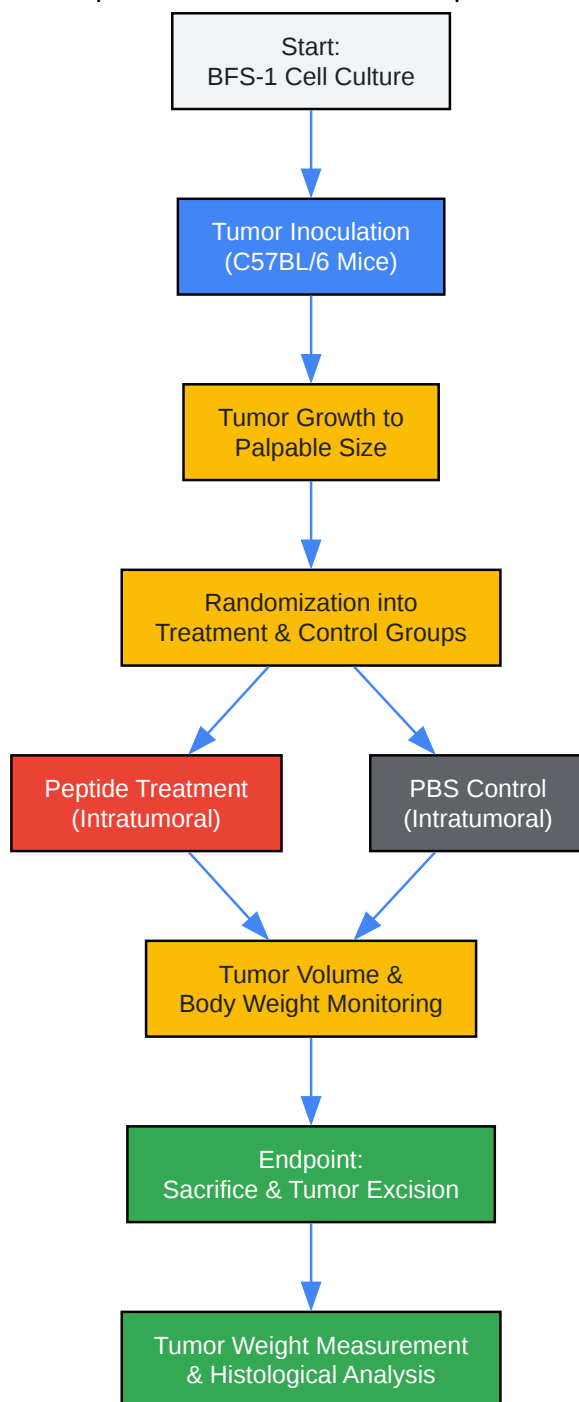 Start:
BFS-1 Cell Culture
Tumor Inoculation
(C57BL/6 Mice)
Tumor Growth to
Palpable Size
Randomization into
Treatment & Control Groups
Peptide Treatment
(Intratumoral)
PBS Control
(Intratumoral)
Tumor Volume &
Body Weight Monitoring
Endpoint:
Sacrifice & Tumor Excision
Tumor Weight Measurement
& Histological Analysis